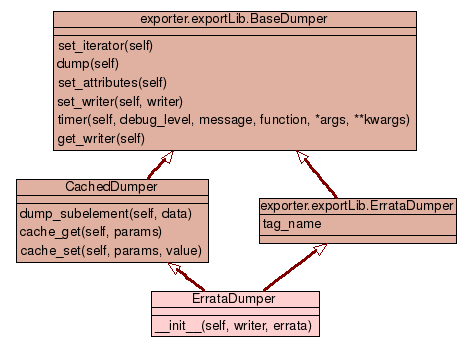 exporter.exportLib.BaseDumper
set_iterator(self)
dump(self)
set_attributes(self)
set_writer(self, writer)
timer(self, debug_level, message, function, *args, **kwargs)
get_writer(self)
CachedDumper
dump_subelement(self, data)
cache_get(self, params)
cache_set(self, params, value)
exporter.exportLib.ErrataDumper
tag_name
ErrataDumper
__init__(self, writer, errata)